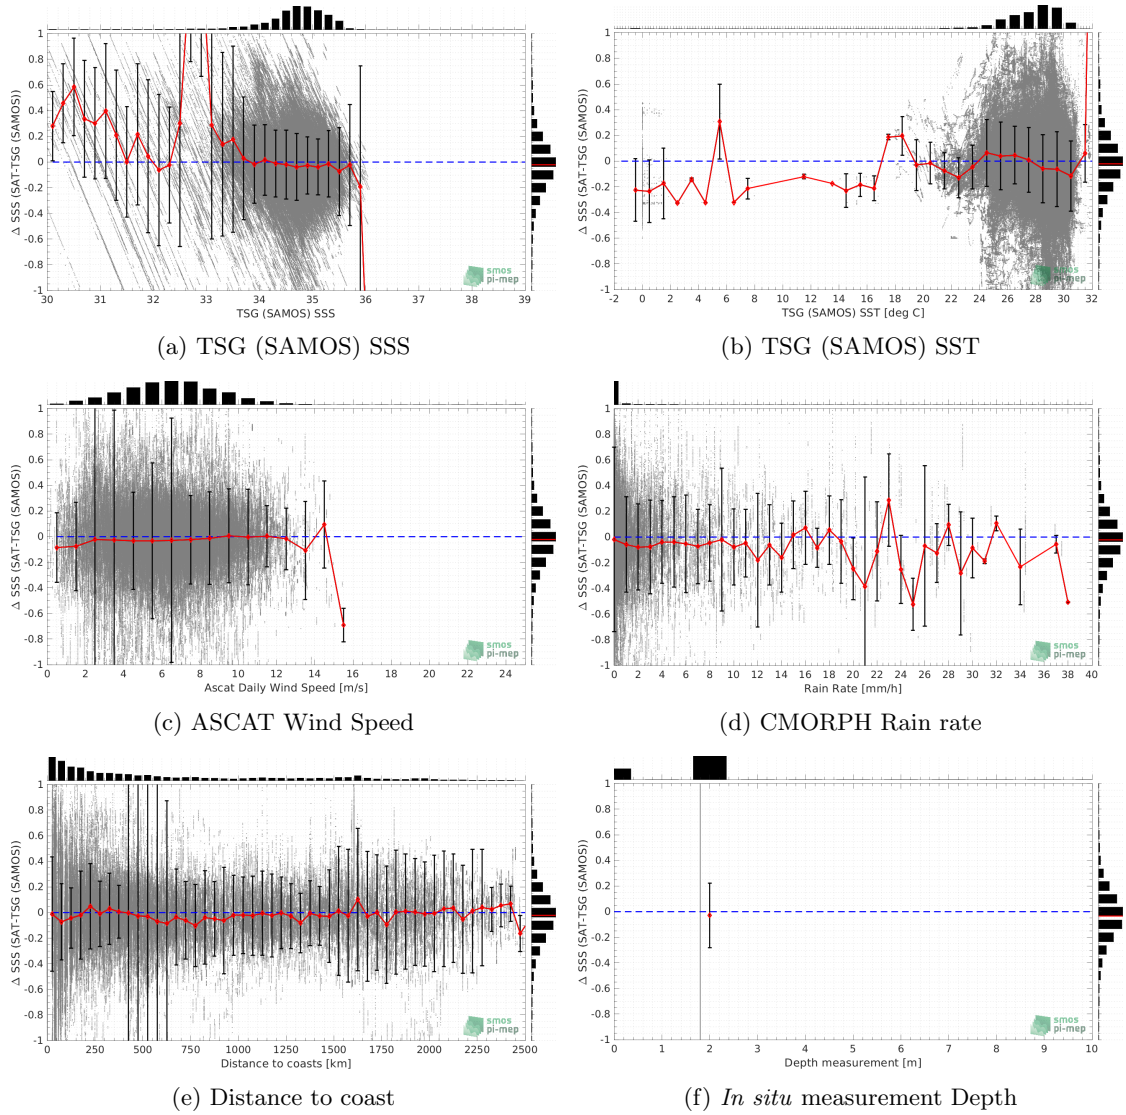 Δ SSS (SAT-TSG (SAMOS))
1
0.8
0.6
0.4
0.2
0
-0.2
-0.4
-0.6
-0.8
-1
30 31 32 33 34 35 36 37 38 39
TSG (SAMOS) SSS
smos
pi-mep
(a) TSG (SAMOS) SSS
Δ SSS (SAT-TSG (SAMOS))
1
0.8
0.6
0.4
0.2
0
-0.2
-0.4
-0.6
-0.8
-1
-2 0 2 4 6 8 10 12 14 16 18 20 22 24 26 28 30 32
TSG (SAMOS) SST [deg C]
smos
pi-mep
(b) TSG (SAMOS) SST
Δ SSS (SAT-TSG (SAMOS))
1
0.8
0.6
0.4
0.2
0
-0.2
-0.4
-0.6
-0.8
-1
0 2 4 6 8 10 12 14 16 18 20 22 24
Ascat Daily Wind Speed [m/s]
smos
pi-mep
(c) ASCAT Wind Speed
Δ SSS (SAT-TSG (SAMOS))
1
0.8
0.6
0.4
0.2
0
-0.2
-0.4
-0.6
-0.8
-1
0 2 4 6 8 10 12 14 16 18 20 22 24 26 28 30 32 34 36 38 40
Rain Rate [mm/h]
smos
pi-mep
(d) CMORPH Rain rate
Δ SSS (SAT-TSG (SAMOS))
1
0.8
0.6
0.4
0.2
0
-0.2
-0.4
-0.6
-0.8
-1
0 250 500 750 1000 1250 1500 1750 2000 2250 2500
Distance to coasts [km]
smos
pi-mep
(e) Distance to coast
Δ SSS (SAT-TSG (SAMOS))
1
0.8
0.6
0.4
0.2
0
-0.2
-0.4
-0.6
-0.8
-1
0 1 2 3 4 5 6 7 8 9 10
Depth measurement [m]
smos
pi-mep
(f) In situ measurement Depth